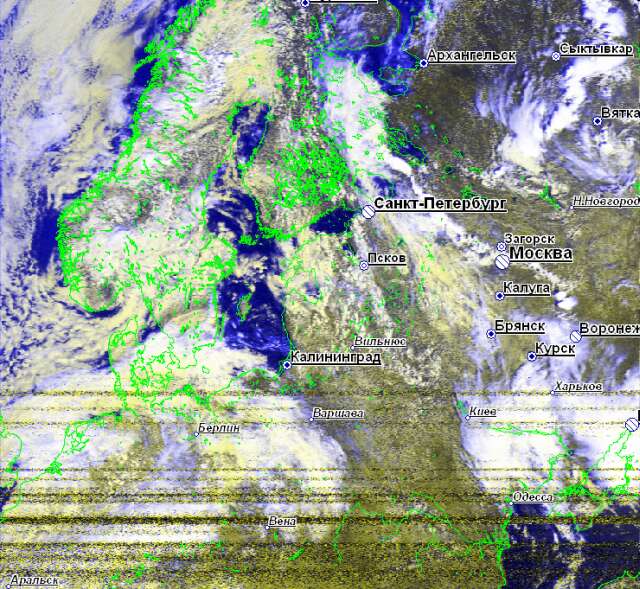 Архангельск
Сыктывкар
Вятка
Санкт-Петербург
Н.Новгород
Загорск
Москва
Псков
Калуга
Брянск
Воронеж
Вильнюс
Курск
Калининград
Харьков
Варшава
Киев
Берлин
Одесса
Вена
Аральск